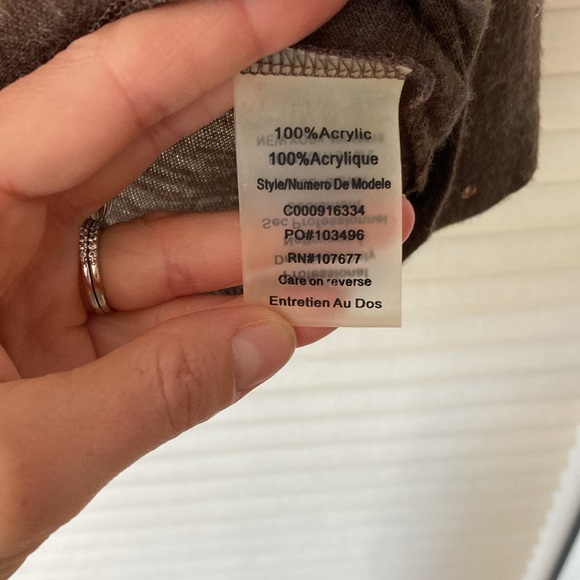 100%Acrylic
100%Acrylique
Style/Numero De Modele
C000916334
PO#103496
RN#107677
Care on reverse
Entretien Au Dos